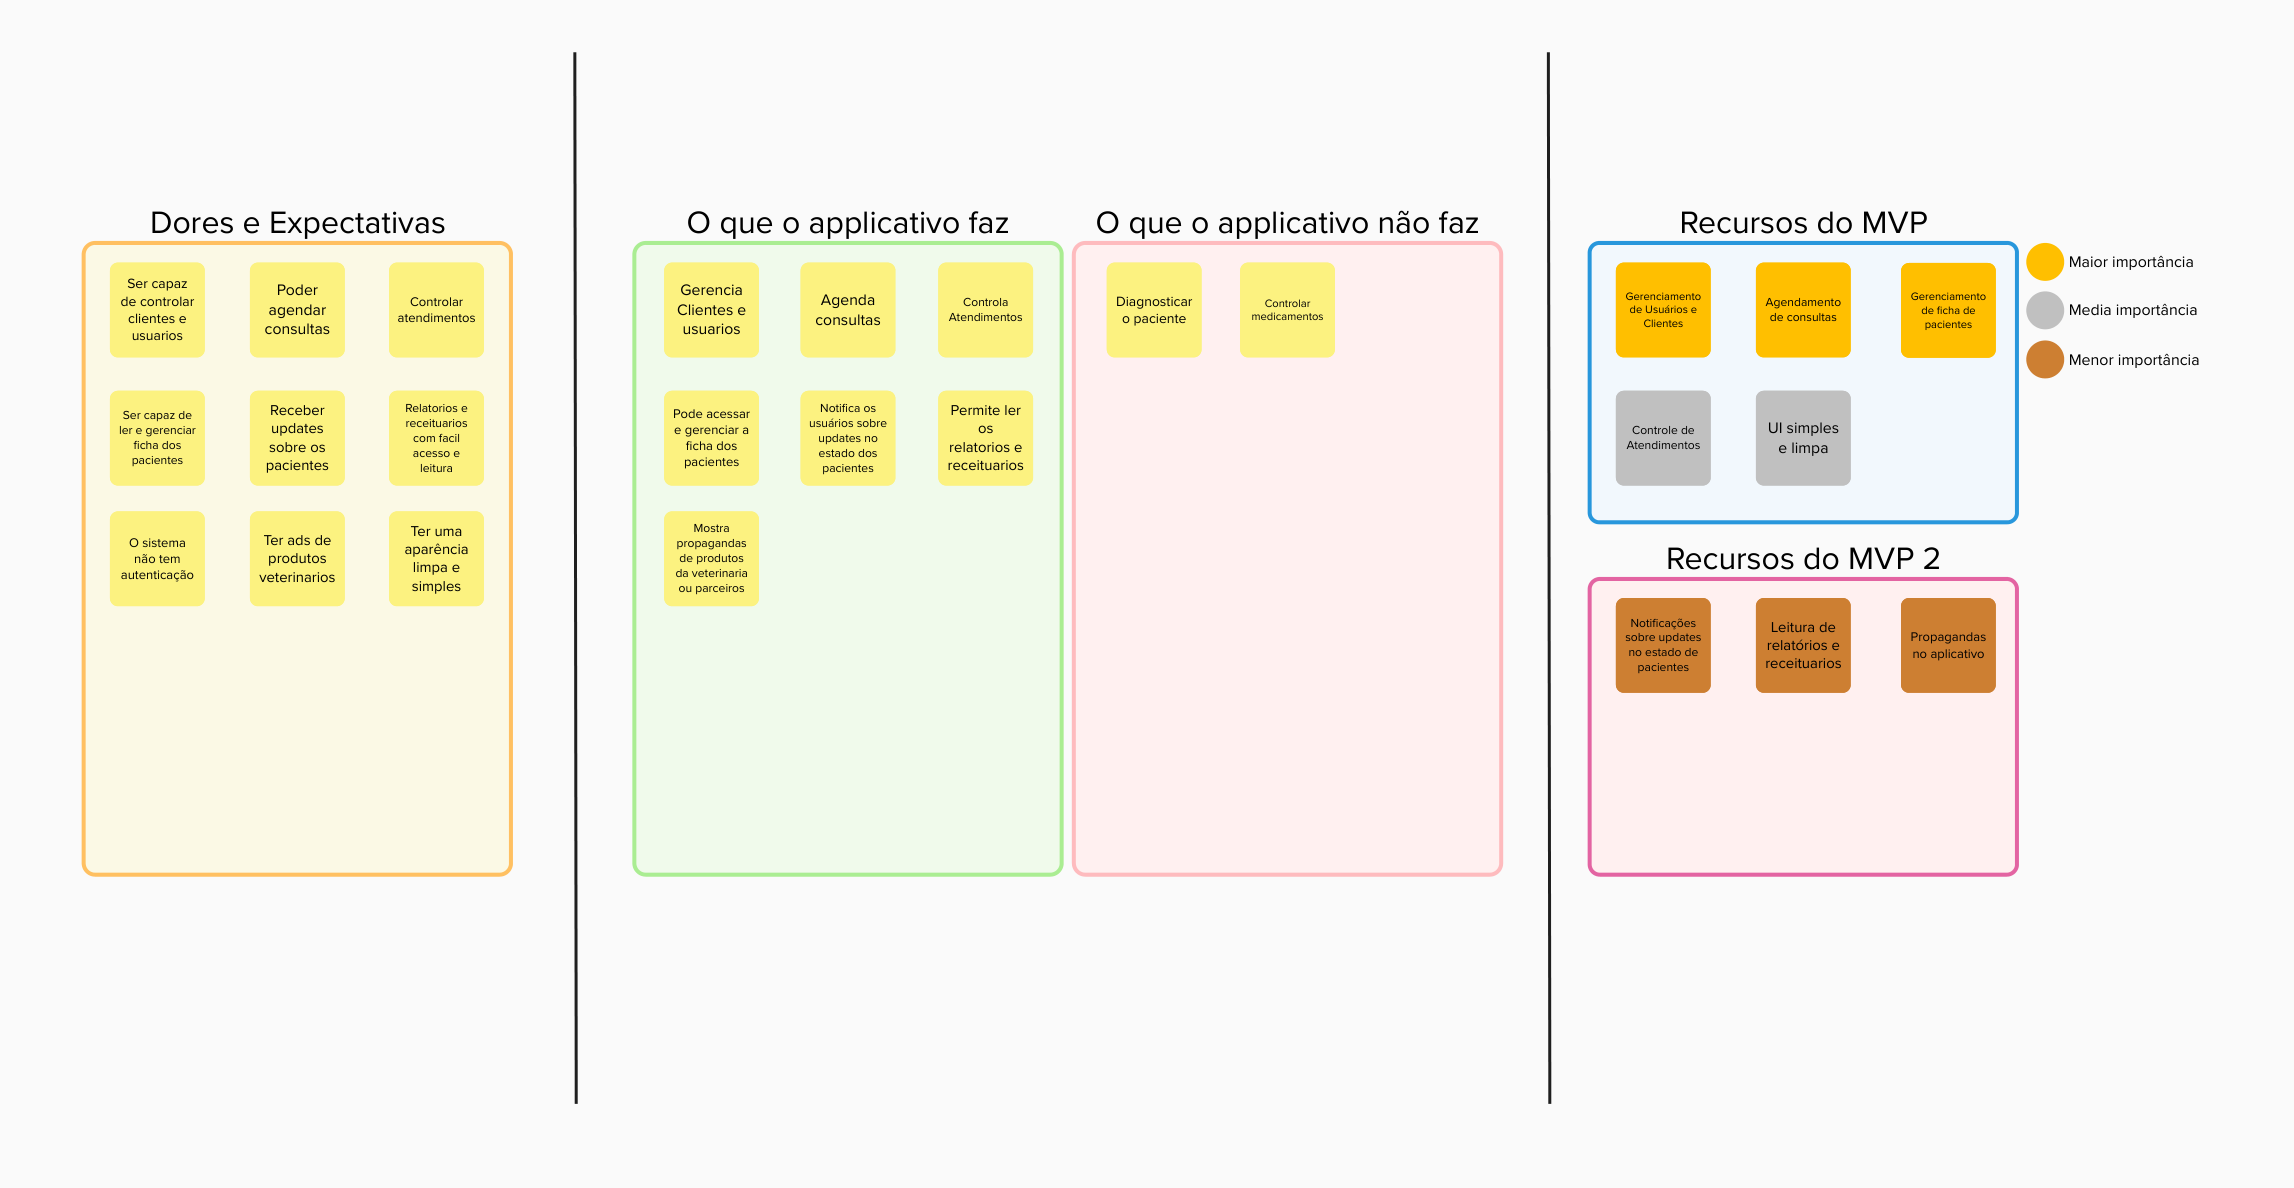 Dores e Expectativas
Ser capaz
de controlar
clientes e
usuarios
Poder
agendar
consultas
Controlar
atendimentos
Ser capaz de
ler e gerenciar
ficha dos
pacientes
Receber
updates
sobre os
pacientes
Relatorios e
receituarios
com facil
acesso e
leitura
O sistema
não tem
autenticação
Ter ads de
produtos
veterinarios
Ter uma
aparência
limpa e
simples
O que o applicativo faz
Gerencia
Clientes e
usuarios
Agenda
consultas
Controla
Atendimentos
Pode acessar
e gerenciar a
ficha dos
pacientes
Notifica os
usuários sobre
updates no
estado dos
pacientes
Permite ler
os
relatorios e
receituarios
Mostra
propagandas
de produtos
da veterinaria
ou parceiros
O que o applicativo não faz
Diagnosticar
o paciente
Controlar
medicamentos
Recursos do MVP
Gerenciamento
de Usuários e
Clientes
Agendamento
de consultas
Gerenciamento
de ficha de
pacientes
Controle de
Atendimentos
UI simples
e limpa
Maior importância
Media importância
Menor importância
Recursos do MVP 2
Notificações
sobre updates
no estado de
pacientes
Leitura de
relatórios e
receituarios
Propagandas
no aplicativo